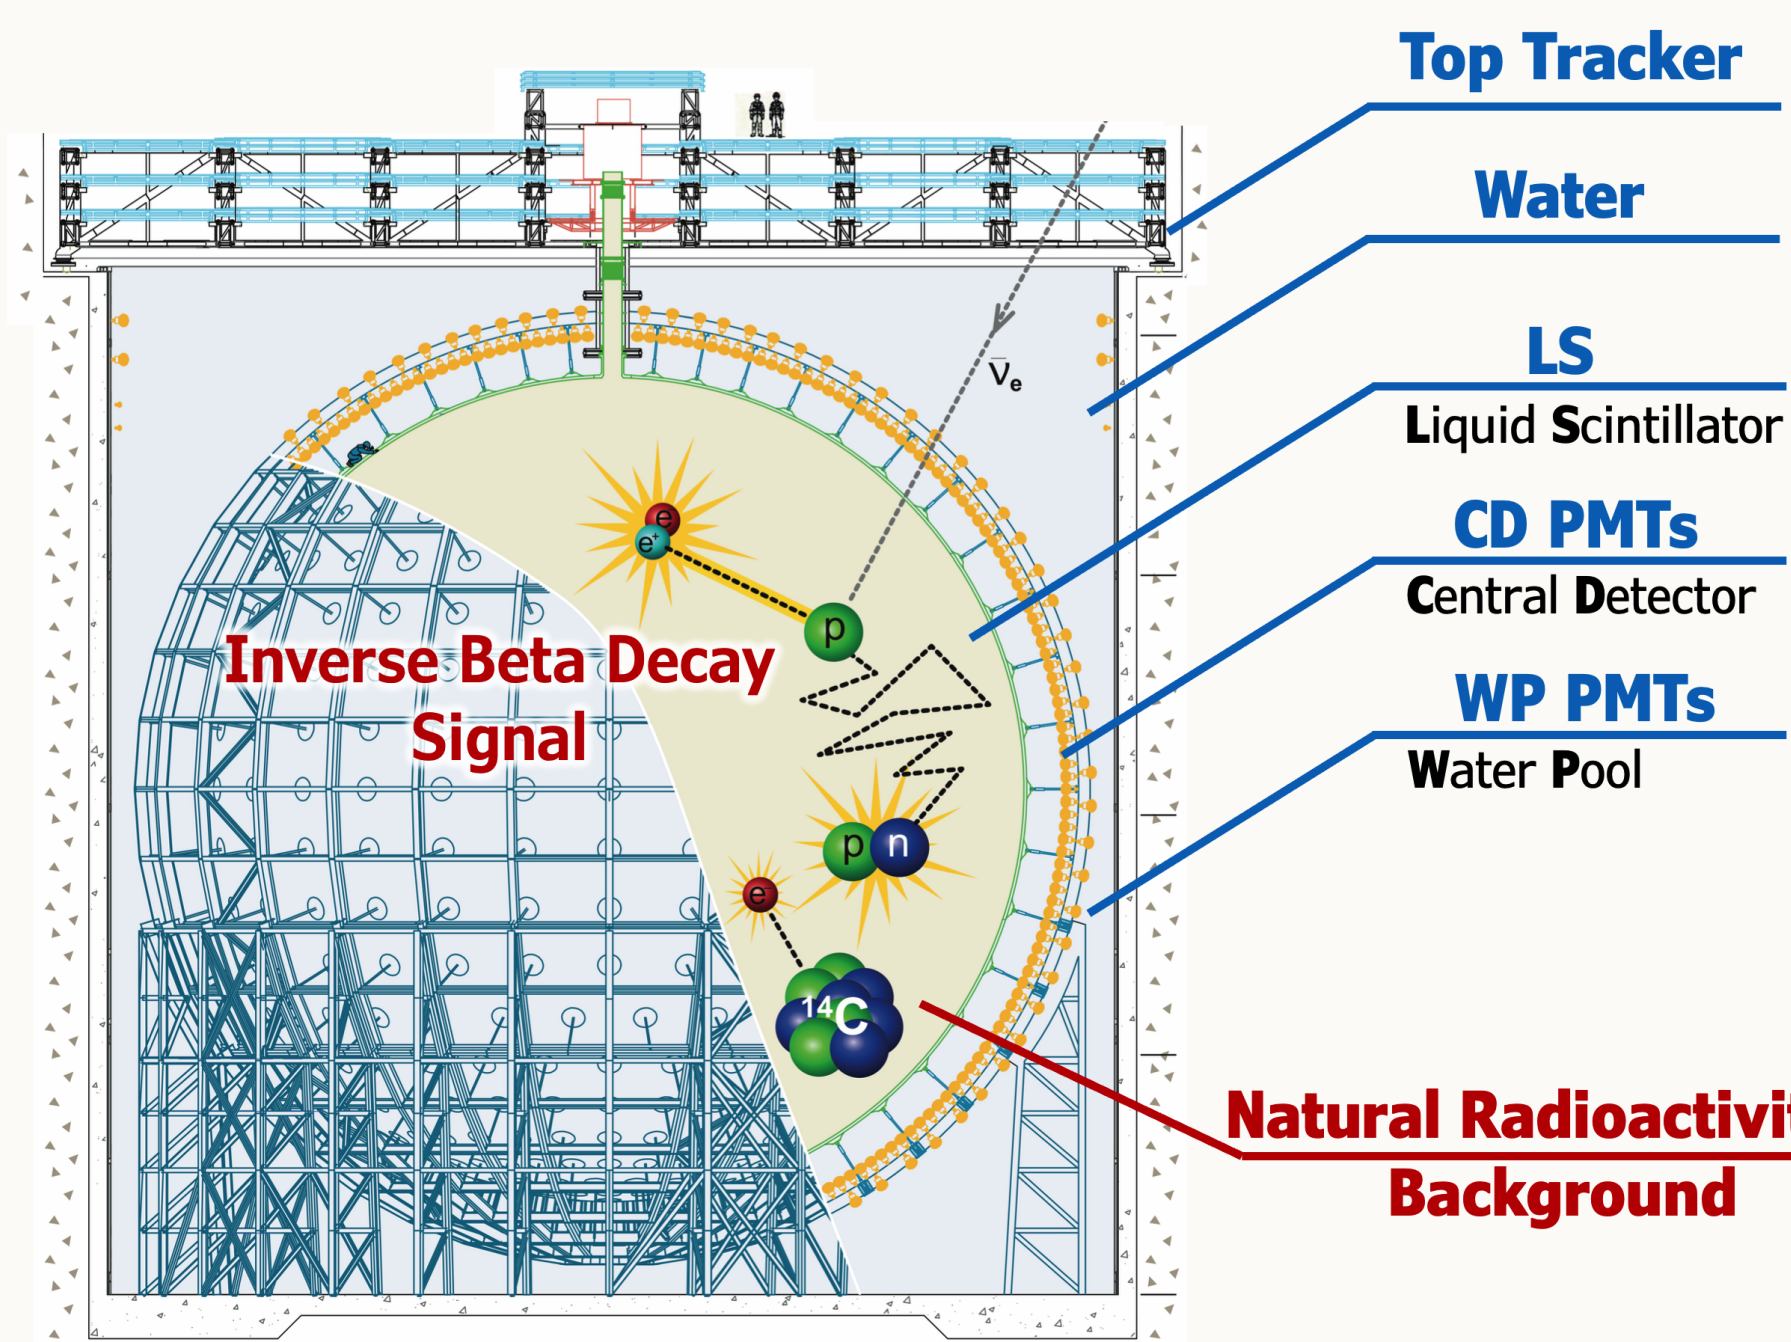 Top Tracker
Water
LS
Liquid Scintillator
CD PMTs
Central Detector
WP PMTs
Water Pool
ν̄e
e
e⁺
p
Inverse Beta Decay
Signal
p n
e⁻
¹⁴C
Natural
Background